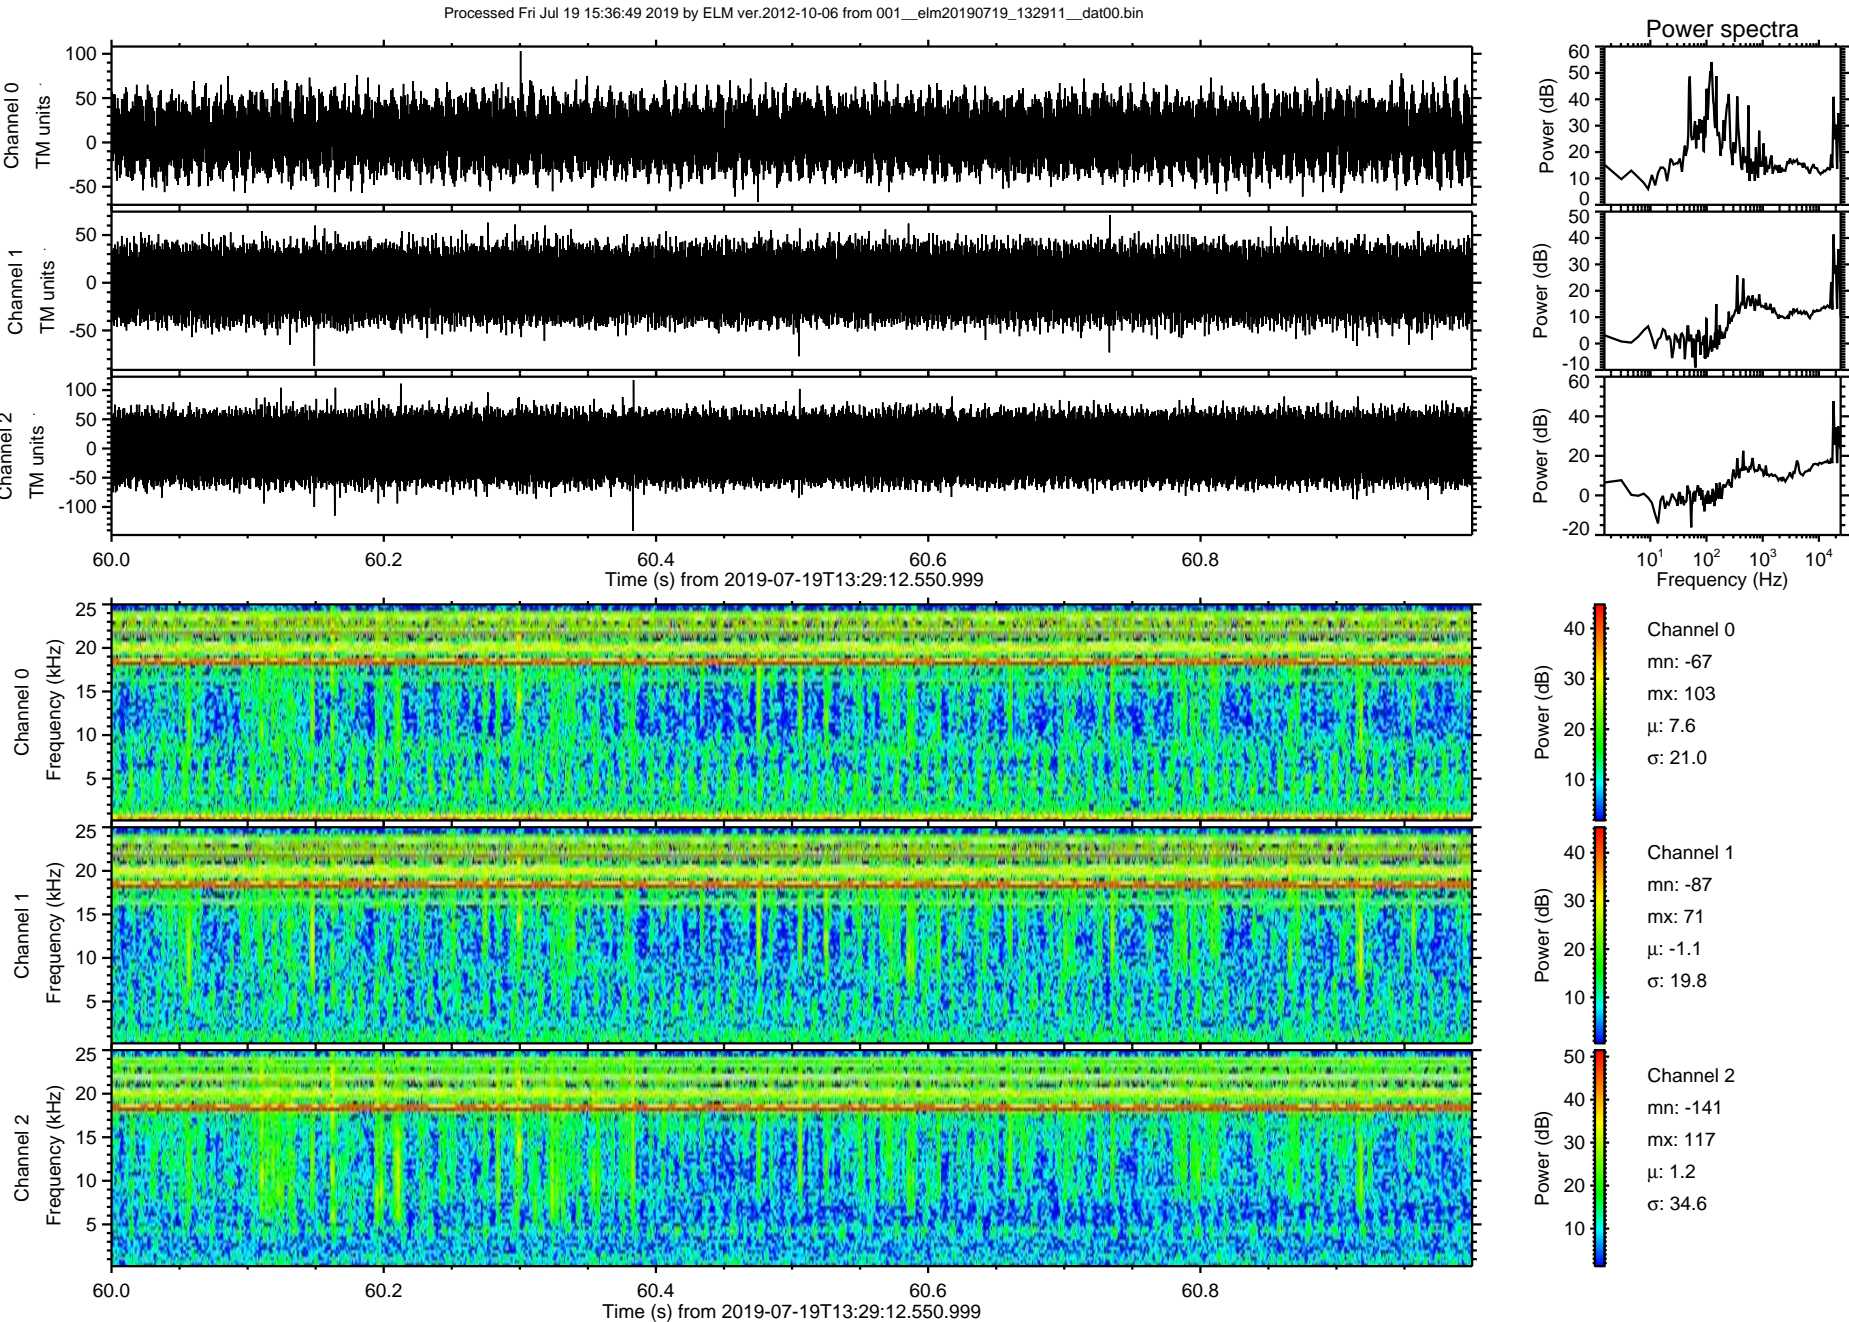 Processed Fri Jul 19 15:36:49 2019 by ELM ver.2012-10-06 from 001__elm20190719_132911__dat00.bin
Power spectra
Channel 0
TM units
100
50
0
-50
Power (dB)
60
50
40
30
20
10
0
Channel 1
TM units
50
0
-50
Power (dB)
50
40
30
20
10
0
-10
Channel 2
TM units
100
50
0
-50
-100
Power (dB)
60
40
20
0
-20
60.0 60.2 60.4 60.6 60.8
Time (s) from 2019-07-19T13:29:12.550.999
10^1 10^2 10^3 10^4
Frequency (Hz)
Channel 0
Frequency (kHz)
25
20
15
10
5
Power (dB)
40
30
20
10
Channel 0
mn: -67
mx: 103
µ: 7.6
σ: 21.0
Channel 1
Frequency (kHz)
25
20
15
10
5
Power (dB)
40
30
20
10
Channel 1
mn: -87
mx: 71
µ: -1.1
σ: 19.8
Channel 2
Frequency (kHz)
25
20
15
10
5
Power (dB)
50
40
30
20
10
Channel 2
mn: -141
mx: 117
µ: 1.2
σ: 34.6
60.0 60.2 60.4 60.6 60.8
Time (s) from 2019-07-19T13:29:12.550.999